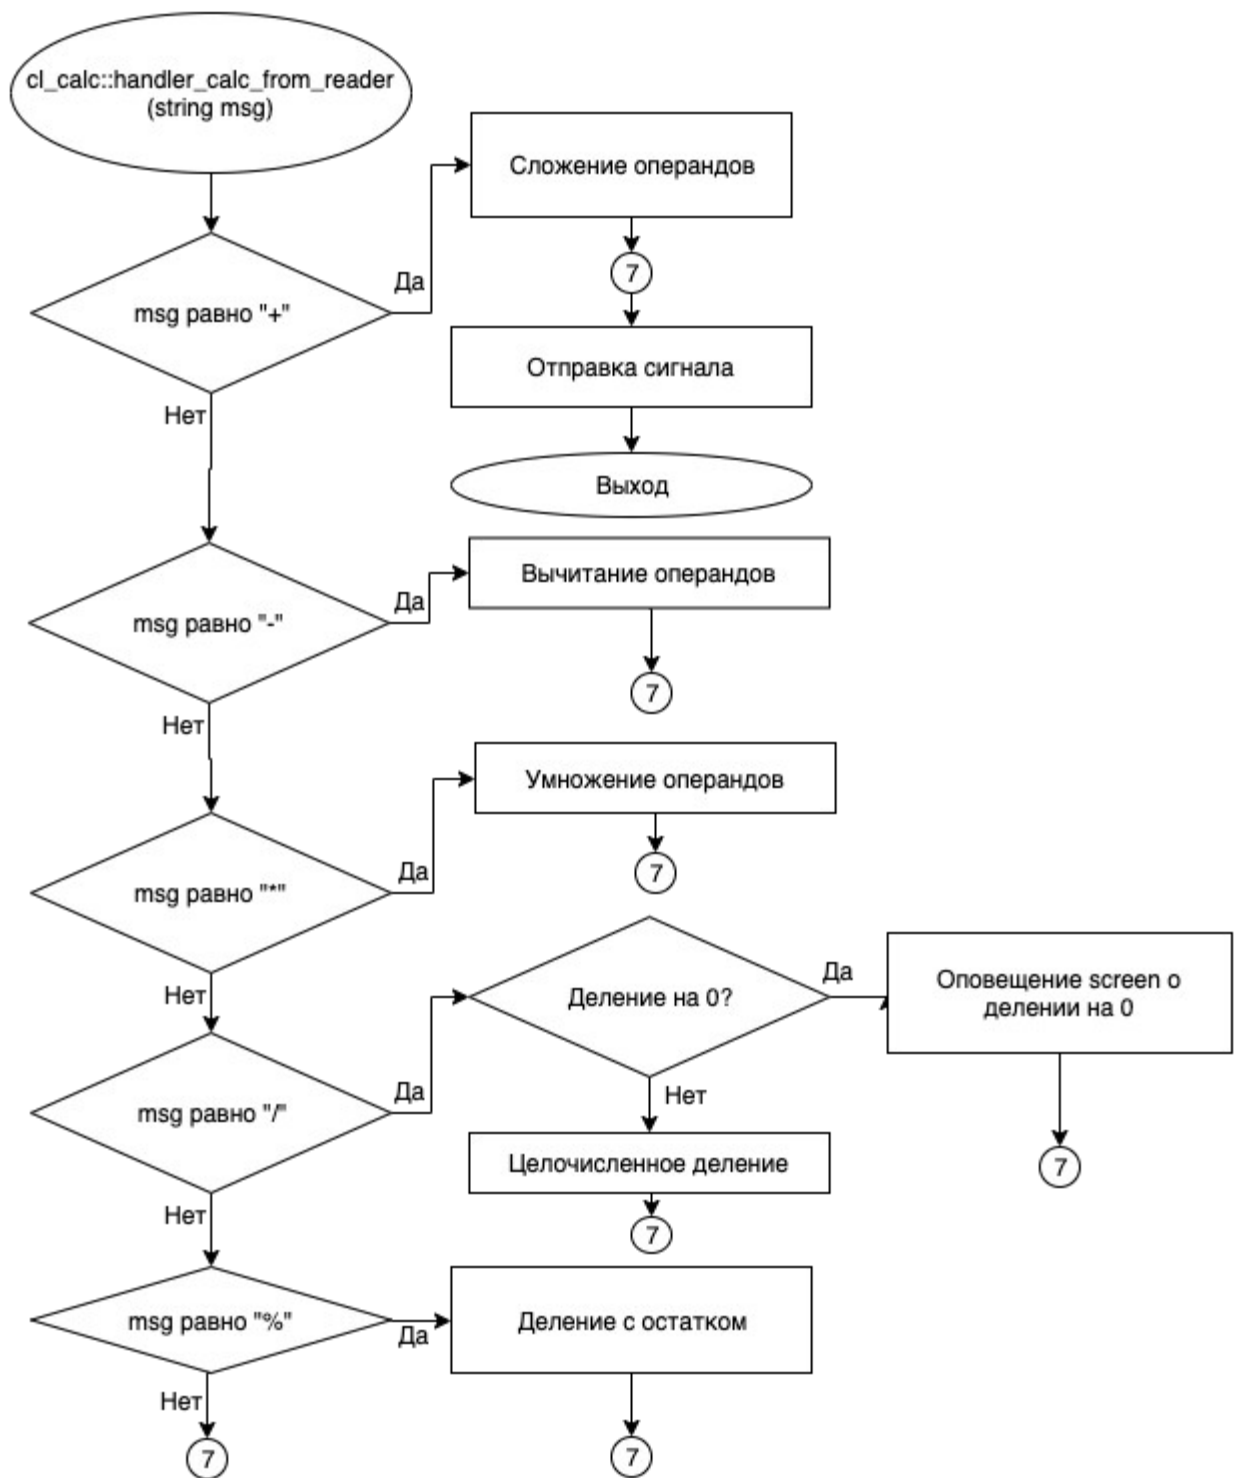 cl_calc::handler_calc_from_reader
(string msg)
Сложение операндов
Да
7
msg равно "+"
Отправка сигнала
Нет
Выход
Вычитание операндов
Да
msg равно "-"
7
Нет
Умножение операндов
Да
7
msg равно "*"
Да
Оповещение screen о
делении на 0
Нет
Деление на 0?
Да
Нет
msg равно "/"
Целочисленное деление
7
Нет
7
msg равно "%"
Да
Деление с остатком
Нет
7
7